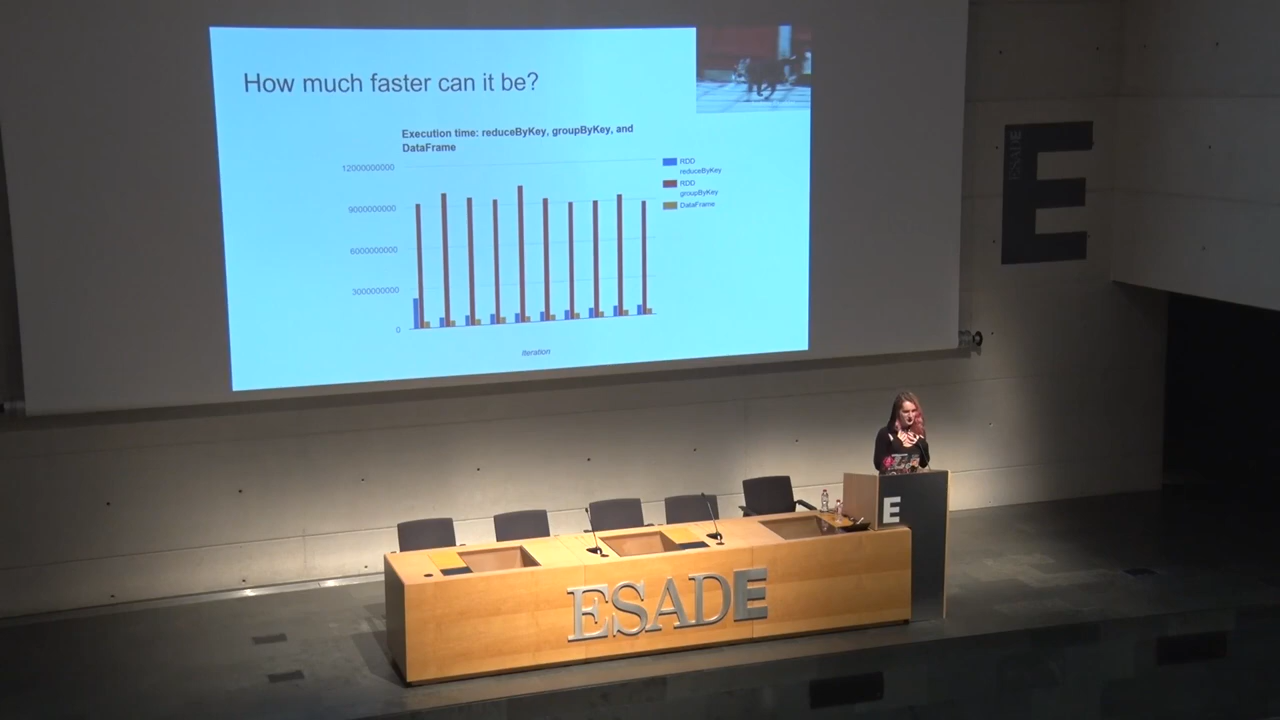 How much faster can it be?
Execution time: reduceByKey, groupByKey, and
DataFrame
12000000000
9000000000
6000000000
3000000000
0
Iteration
RDD
reduceByKey
RDD
groupByKey
DataFrame
ESADE
E
E
ESADE